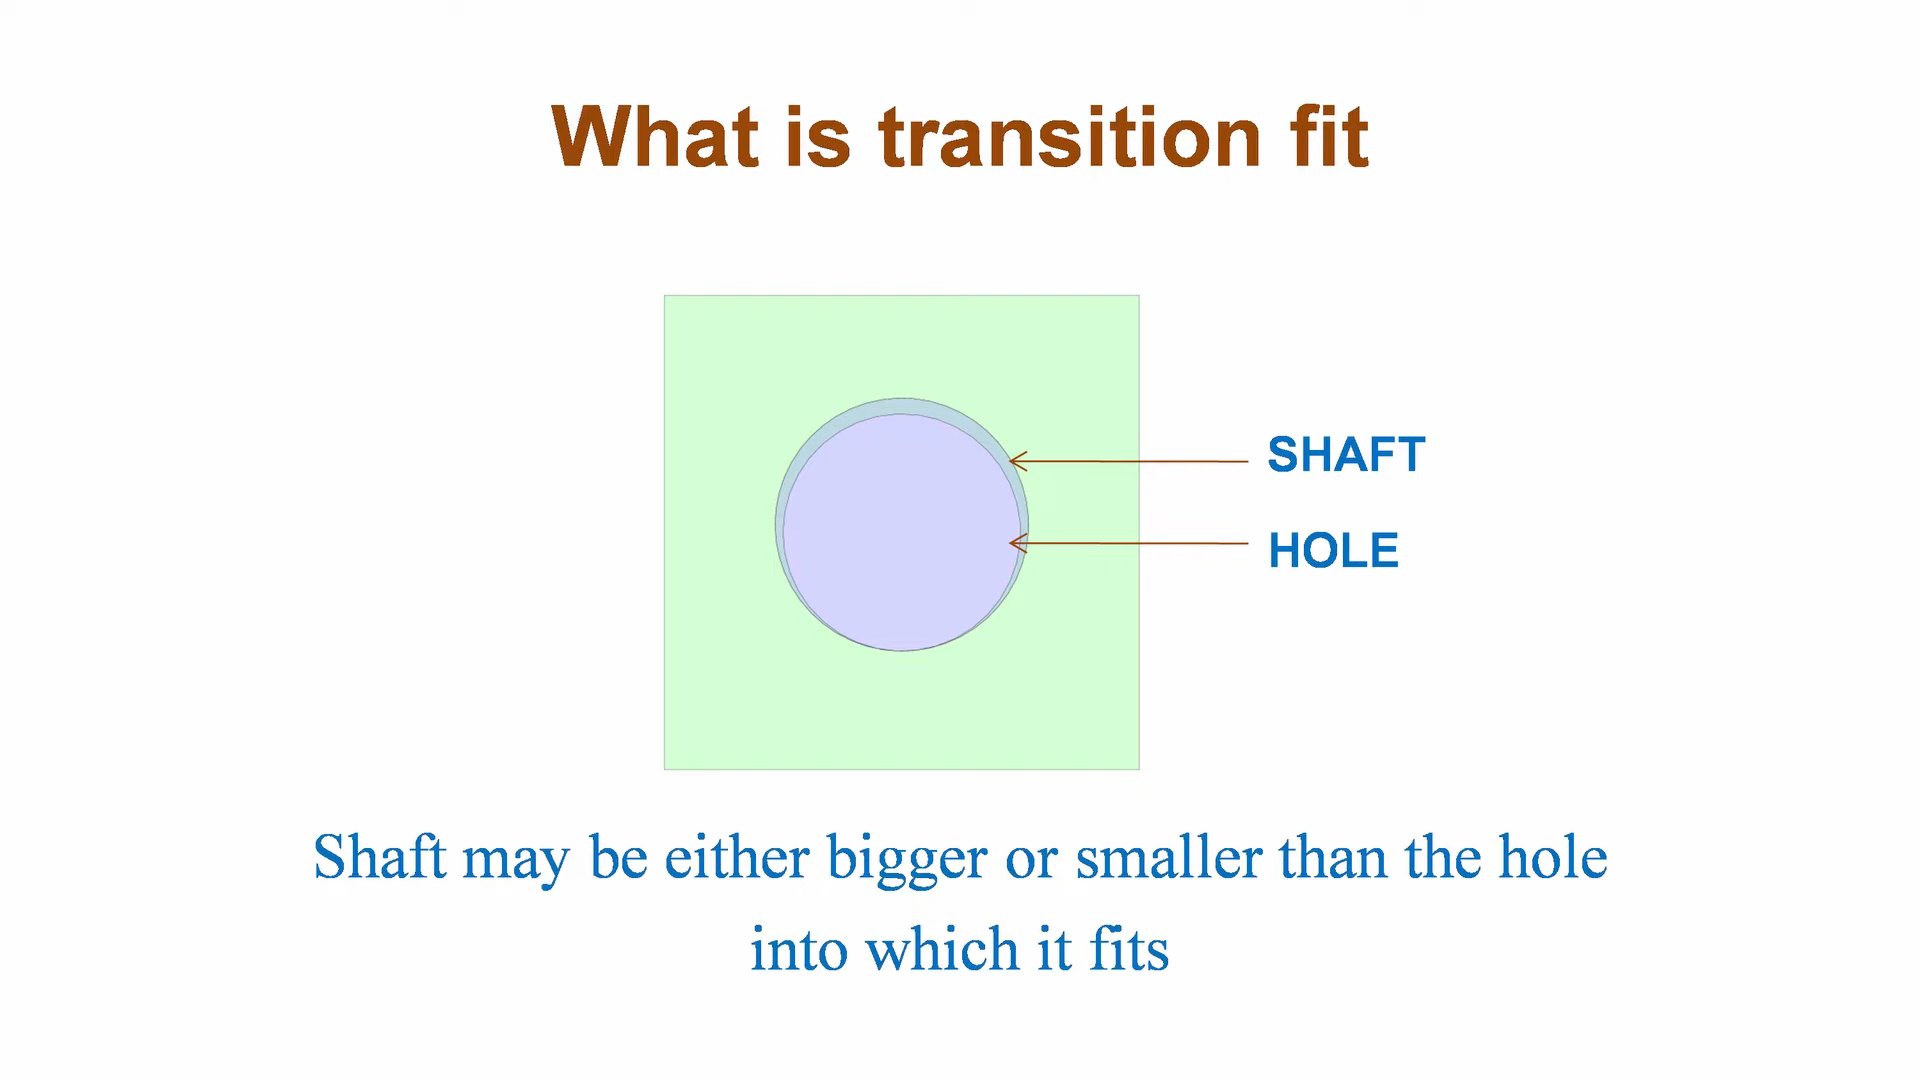 What is transition fit
SHAFT
HOLE
Shaft may be either bigger or smaller than the hole
into which it fits